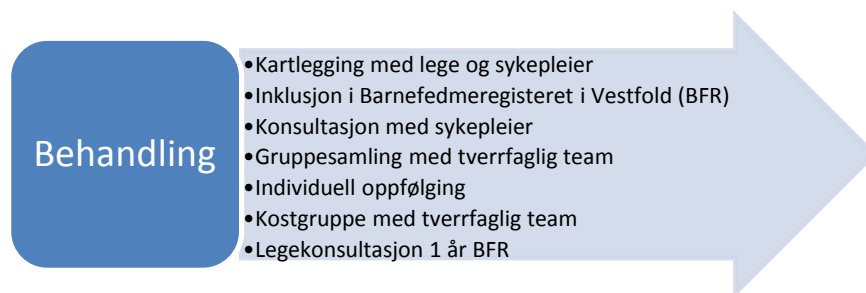 Behandling
•Kartlegging med lege og sykepleier
•Inklusjon i Barnefedmeregisteret i Vestfold (BFR)
•Konsultasjon med sykepleier
•Gruppesamling med tverrfaglig team
•Individuell oppfølging
•Kostgruppe med tverrfaglig team
•Legekonsultasjon 1 år BFR